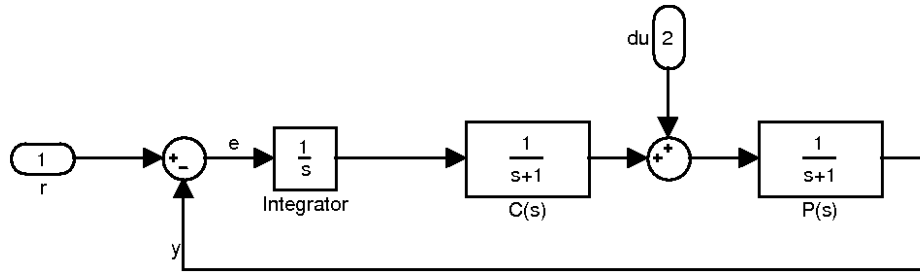 du 2
1
r
+
−
e
1
s
Integrator
1
s+1
C(s)
+
+
1
s+1
P(s)
y